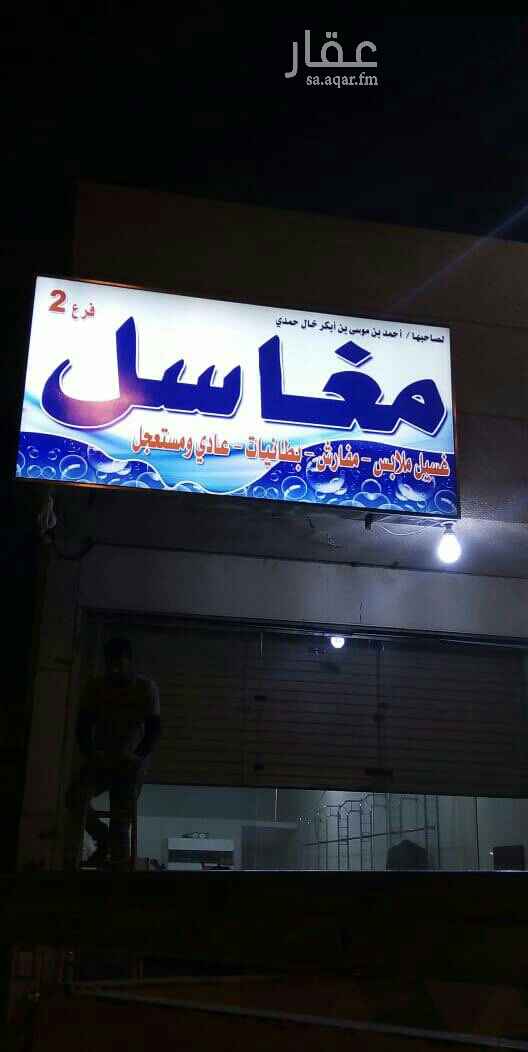 عقار
sa.aqar.fm
فرع 2
لصاحبها / أحمد بن موسى بن أبكر خال حمدي
مغاسل
غسيل ملابس - مفارش - بطانيات - عادي ومستعجل